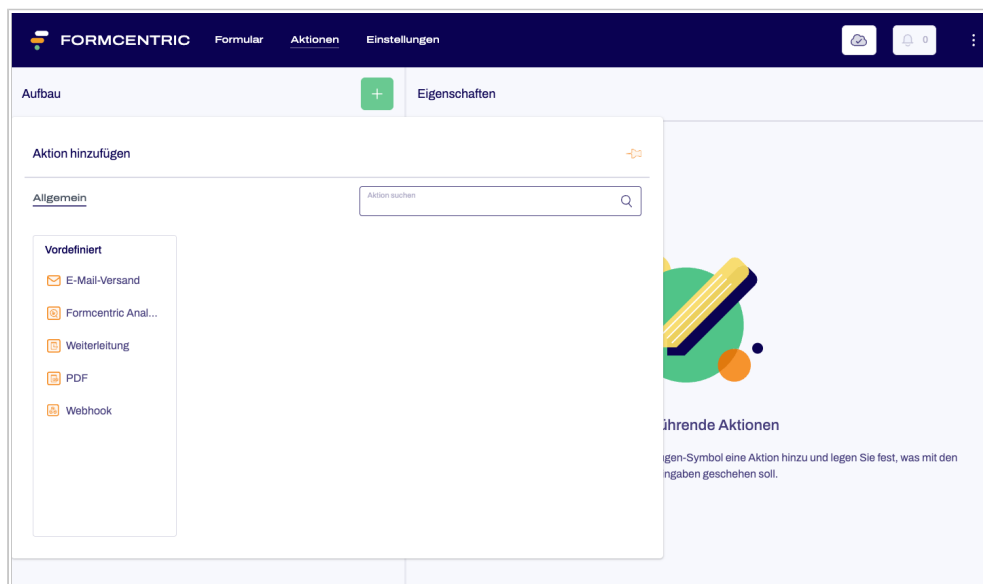 FORMCENTRIC
Formular
Aktionen
Einstellungen
0
Aufbau
Eigenschaften
Aktion hinzufügen
Allgemein
Aktion suchen
Vordefiniert
E-Mail-Versand
Formcentric Anal...
Weiterleitung
PDF
Webhook
ührende Aktionen
gen-Symbol eine Aktion hinzu und legen Sie fest, was mit den
ngaben geschehen soll.